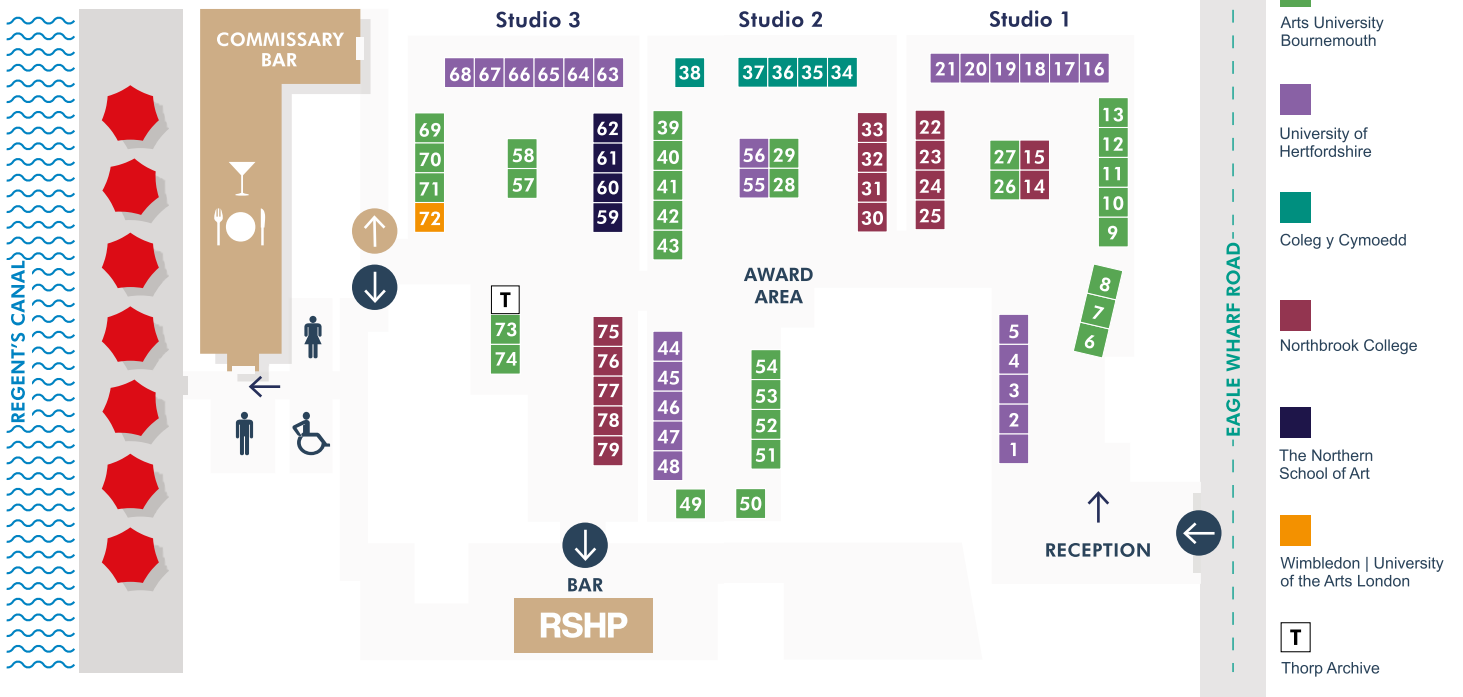 Studio 3
Studio 2
Studio 1
COMMISSARY
BAR
68 67 66 65 64 63
38
37 36 35 34
21 20 19 18 17 16
69
70
71
72
58
57
62
61
60
59
39
40
41
42
43
56 29
55 28
33
32
31
30
22
23
24
25
27 15
26 14
13
12
11
10
9
8
7
6
AWARD
AREA
T
73
74
75
76
77
78
79
44
45
46
47
48
49
50
54
53
52
51
5
4
3
2
1
RECEPTION
BAR
RSHP
REGENT'S CANAL
EAGLE WHARF ROAD
Arts University
Bournemouth
University of
Hertfordshire
Coleg y Cymoedd
Northbrook College
The Northern
School of Art
Wimbledon | University
of the Arts London
T
Thorp Archive